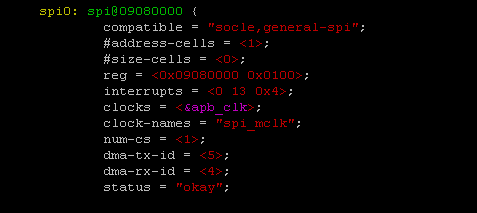 spi0: spi@09080000 {
compatible = "socle,general-spi";
#address-cells = <1>;
#size-cells = <0>;
reg = <0x09080000 0x0100>;
interrupts = <0 13 0x4>;
clocks = <&apb_clk>;
clock-names = "spi_mclk";
num-cs = <1>;
dma-tx-id = <5>;
dma-rx-id = <4>;
status = "okay";